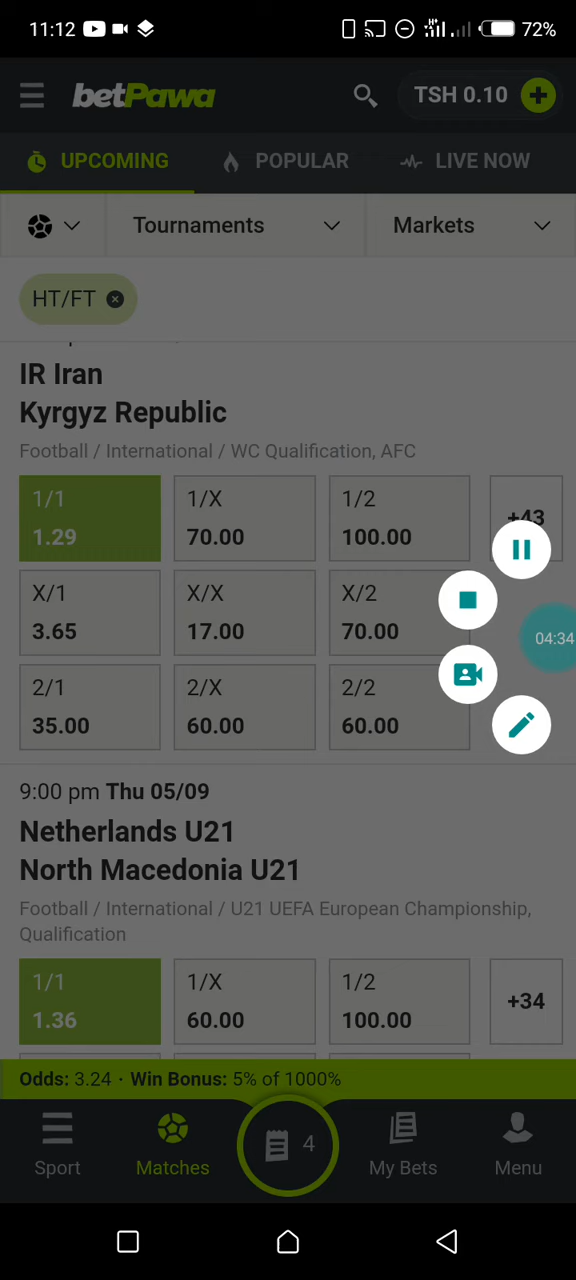 11:12 72%
betPawa TSH 0.10
UPCOMING POPULAR LIVE NOW
Tournaments Markets
HT/FT
IR Iran
Kyrgyz Republic
Football / International / WC Qualification, AFC
1/1 1/X 1/2 +43
1.29 70.00 100.00
X/1 X/X X/2
3.65 17.00 70.00
04:34
2/1 2/X 2/2
35.00 60.00 60.00
9:00 pm Thu 05/09
Netherlands U21
North Macedonia U21
Football / International / U21 UEFA European Championship,
Qualification
1/1 1/X 1/2 +34
1.36 60.00 100.00
Odds: 3.24 · Win Bonus: 5% of 1000%
4
Sport Matches My Bets Menu